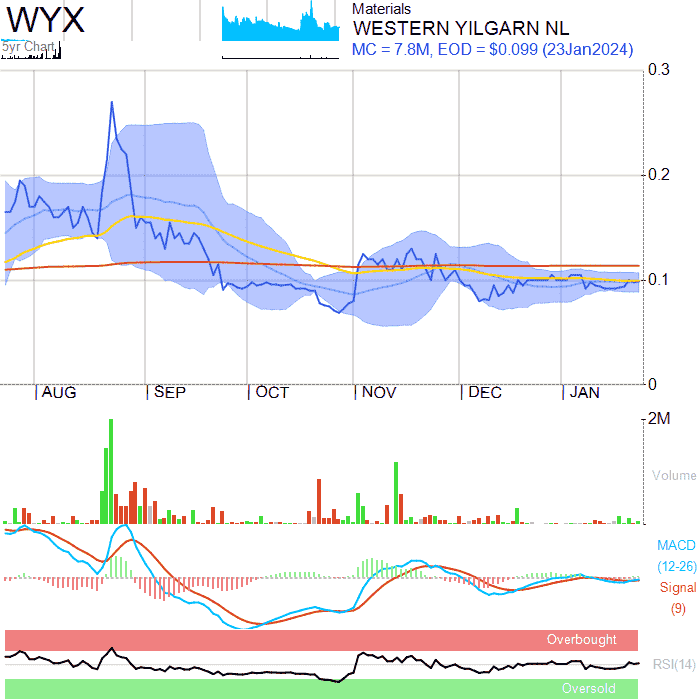 WYX
Materials
WESTERN YILGARN NL
MC = 7.8M, EOD = $0.099 (23Jan2024)
5yr Chart
0.3
0.2
0.1
0
AUG SEP OCT NOV DEC JAN
2M
Volume
MACD
(12-26)
Signal
(9)
Overbought
RSI(14)
Oversold